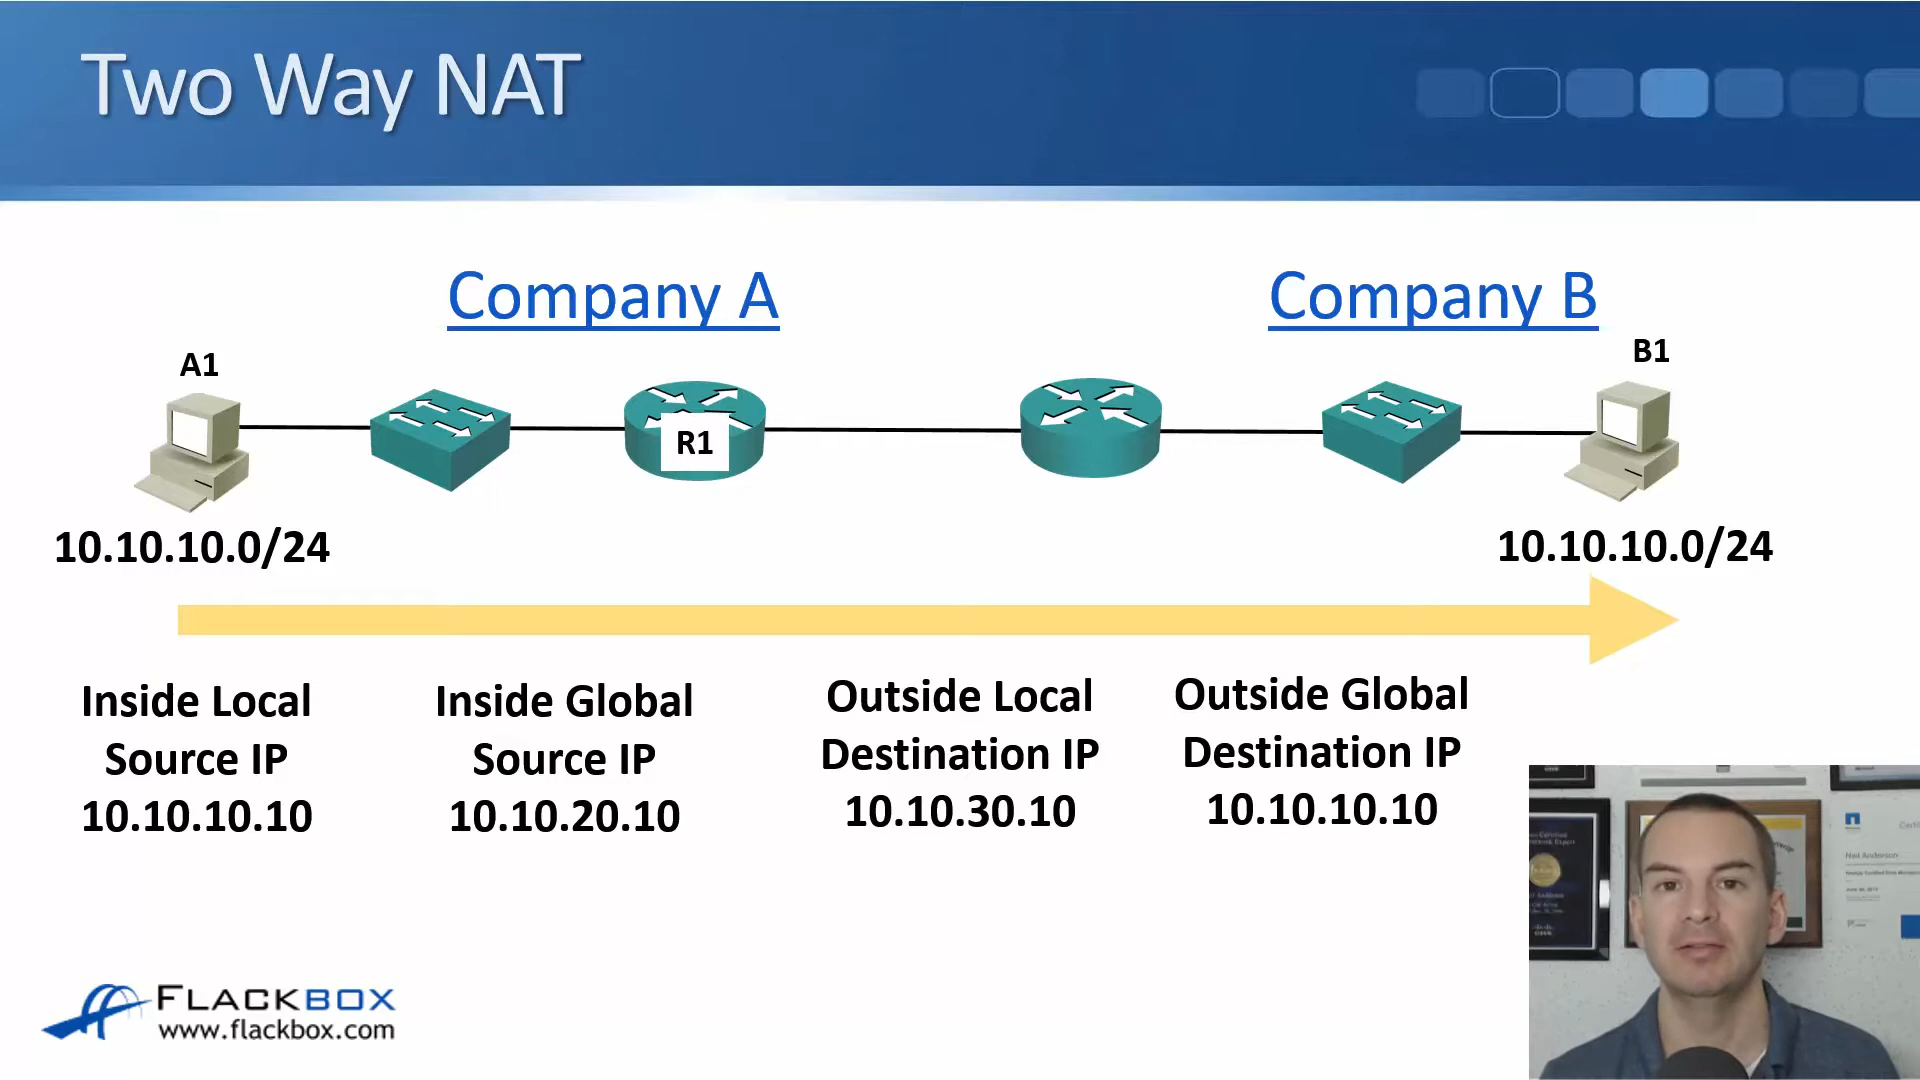 Two Way NAT
Company A
Company B
A1
B1
R1
10.10.10.0/24
10.10.10.0/24
Inside Local
Source IP
10.10.10.10
Inside Global
Source IP
10.10.20.10
Outside Local
Destination IP
10.10.30.10
Outside Global
Destination IP
10.10.10.10
FLACKBOX
www.flackbox.com
Neil Anderson